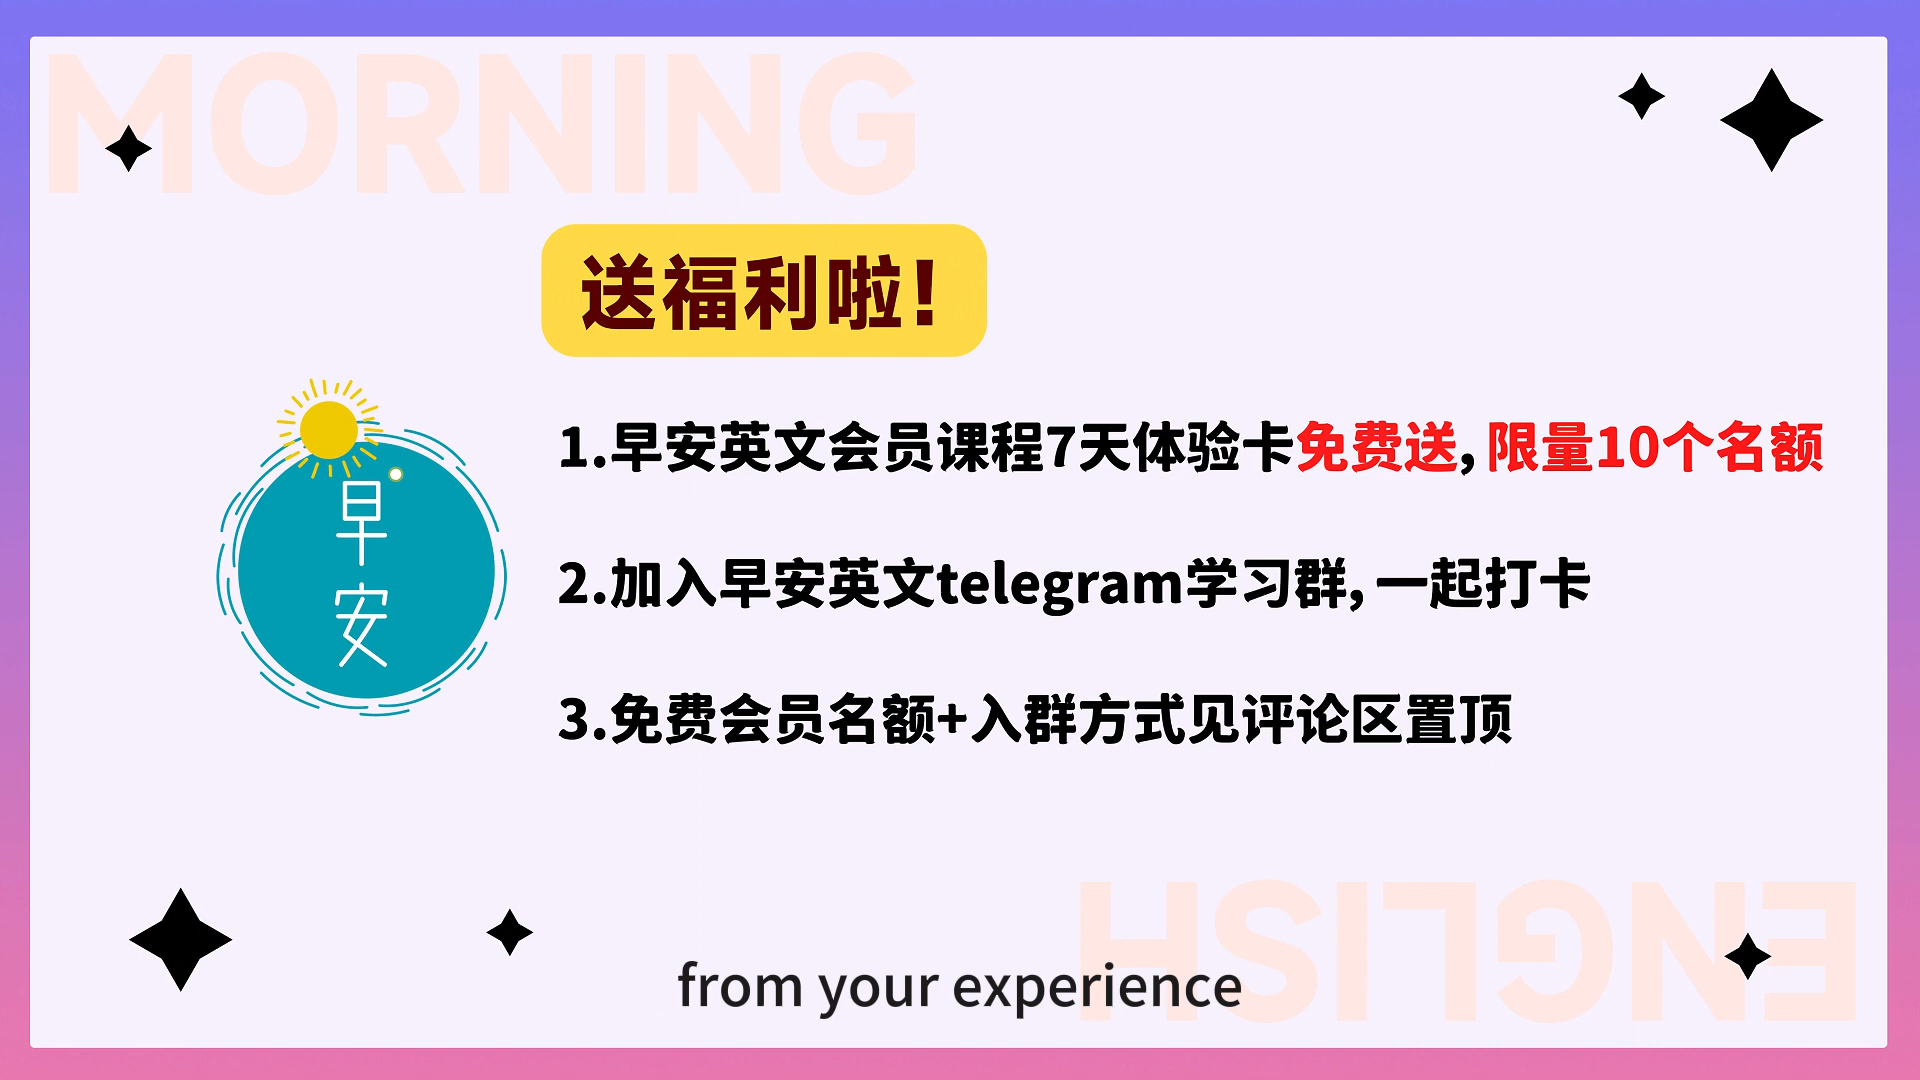 MORNING
送福利啦!
早安
1.早安英文会员课程7天体验卡免费送, 限量10个名额
2.加入早安英文telegram学习群, 一起打卡
3.免费会员名额+入群方式见评论区置顶
ENGLISH
from your experience